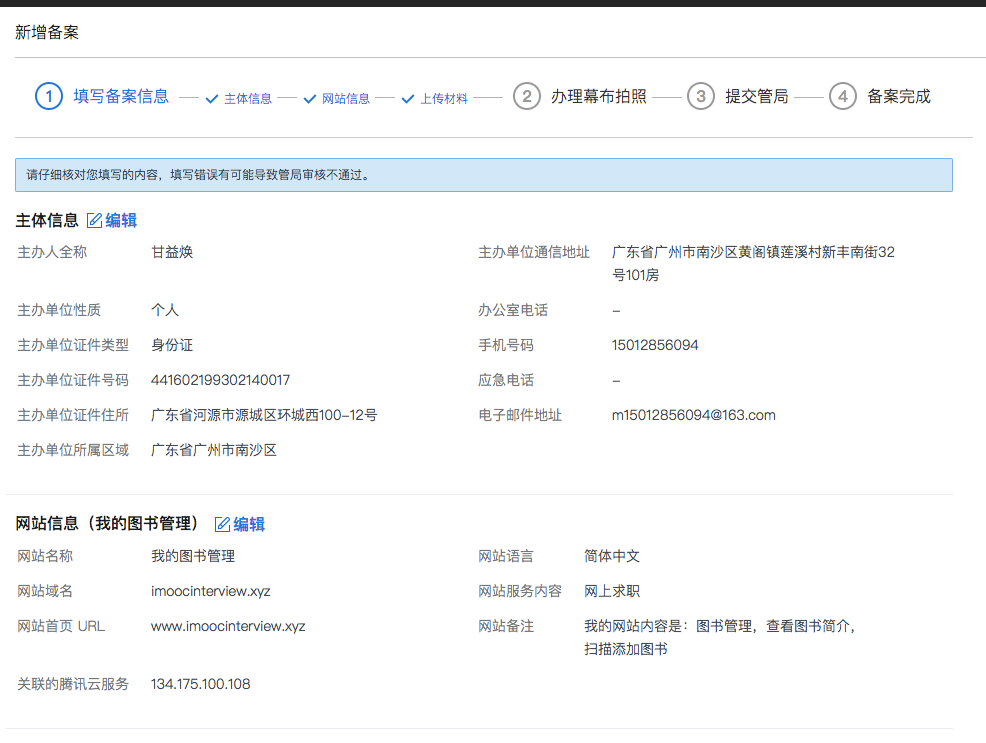 新增备案
1 填写备案信息 主体信息 网站信息 上传材料 2 办理幕布拍照 3 提交管局 4 备案完成
请仔细核对您填写的内容，填写错误有可能导致管局审核不通过。
主体信息 编辑
主办人全称 甘益焕 主办单位通信地址 广东省广州市南沙区黄阁镇莲溪村新丰南街32
号101房
主办单位性质 个人 办公室电话 –
主办单位证件类型 身份证 手机号码 15012856094
主办单位证件号码 441602199302140017 应急电话 –
主办单位证件住所 广东省河源市源城区环城西100–12号 电子邮件地址 m15012856094@163.com
主办单位所属区域 广东省广州市南沙区
网站信息（我的图书管理） 编辑
网站名称 我的图书管理 网站语言 简体中文
网站域名 imoocinterview.xyz 网站服务内容 网上求职
网站首页 URL www.imoocinterview.xyz 网站备注 我的网站内容是：图书管理，查看图书简介，
扫描添加图书
关联的腾讯云服务 134.175.100.108